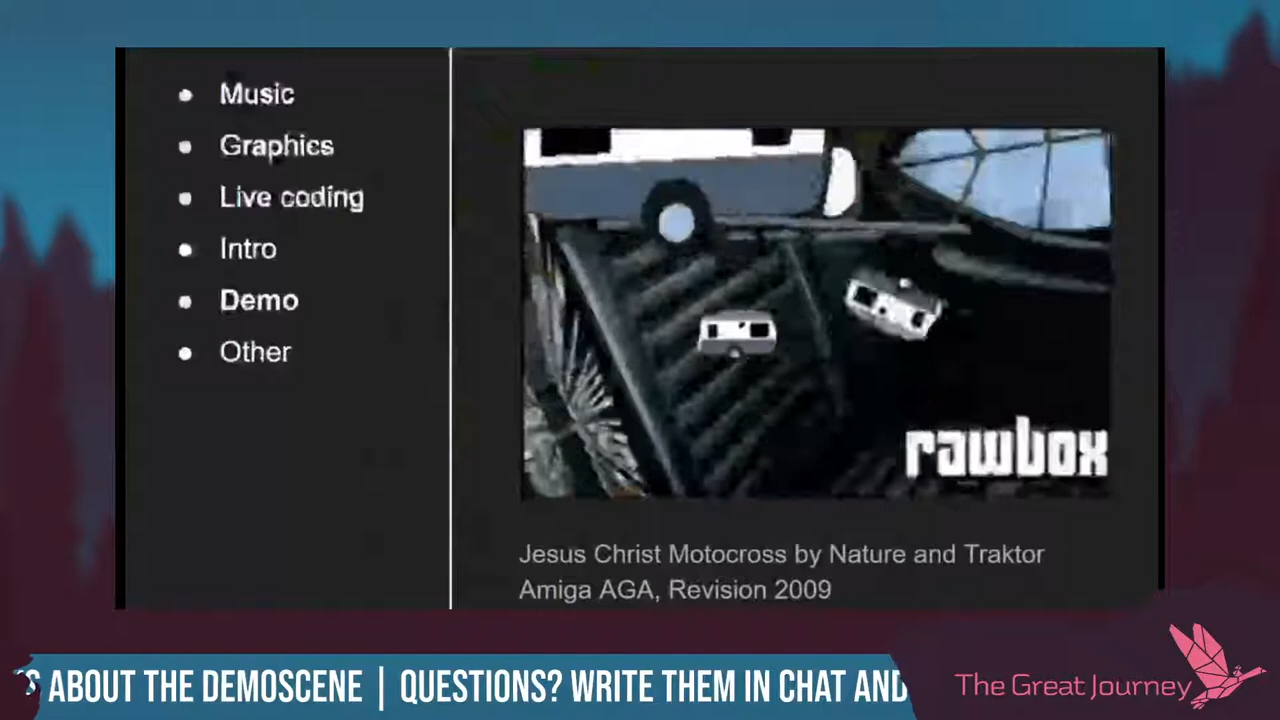 Music
Graphics
Live coding
Intro
Demo
Other
rawbox
Jesus Christ Motocross by Nature and Traktor
Amiga AGA, Revision 2009
ABOUT THE DEMOSCENE | QUESTIONS? WRITE THEM IN CHAT AND
The Great Journey